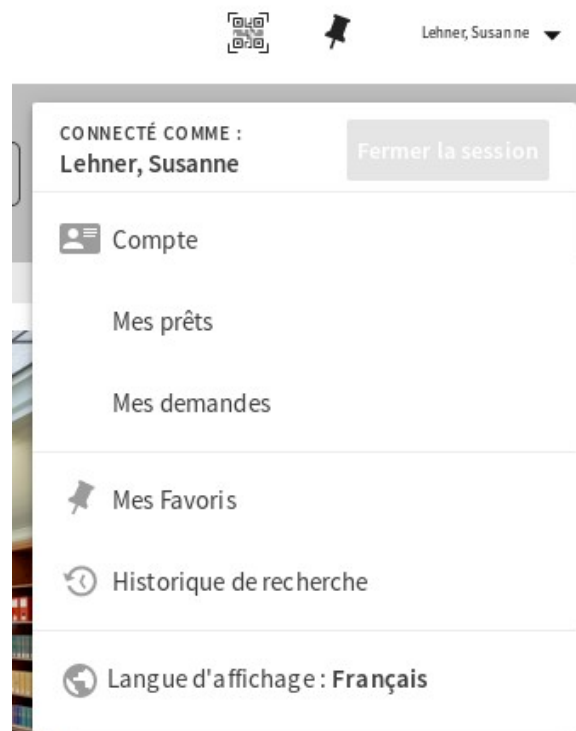 Lehner, Susanne
CONNECTÉ COMME :
Lehner, Susanne
Fermer la session
Compte
Mes prêts
Mes demandes
Mes Favoris
Historique de recherche
Langue d'affichage : Français